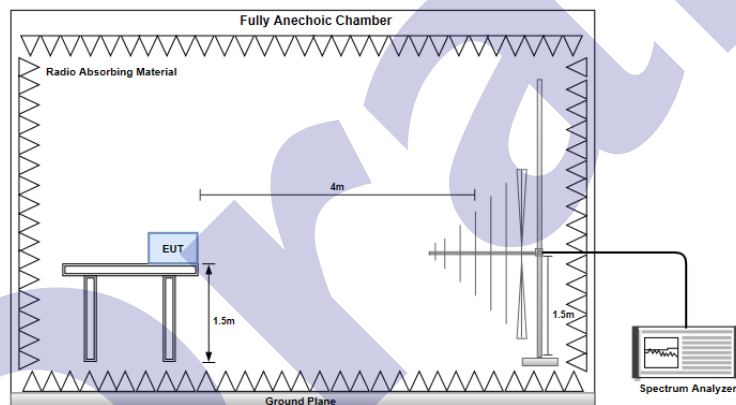 Fully Anechoic Chamber
Radio Absorbing Material
4m
EUT
1.5m
1.5m
Spectrum Analyzer
Ground Plane